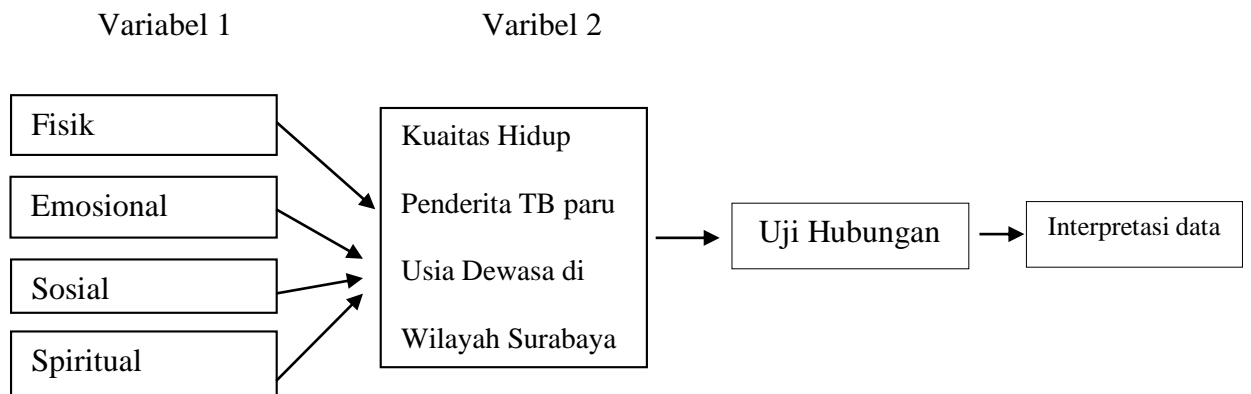 Variabel 1
Varibel 2
Fisik
Emosional
Sosial
Spiritual
Kuaitas Hidup
Penderita TB paru
Usia Dewasa di
Wilayah Surabaya
Uji Hubungan
Interpretasi data